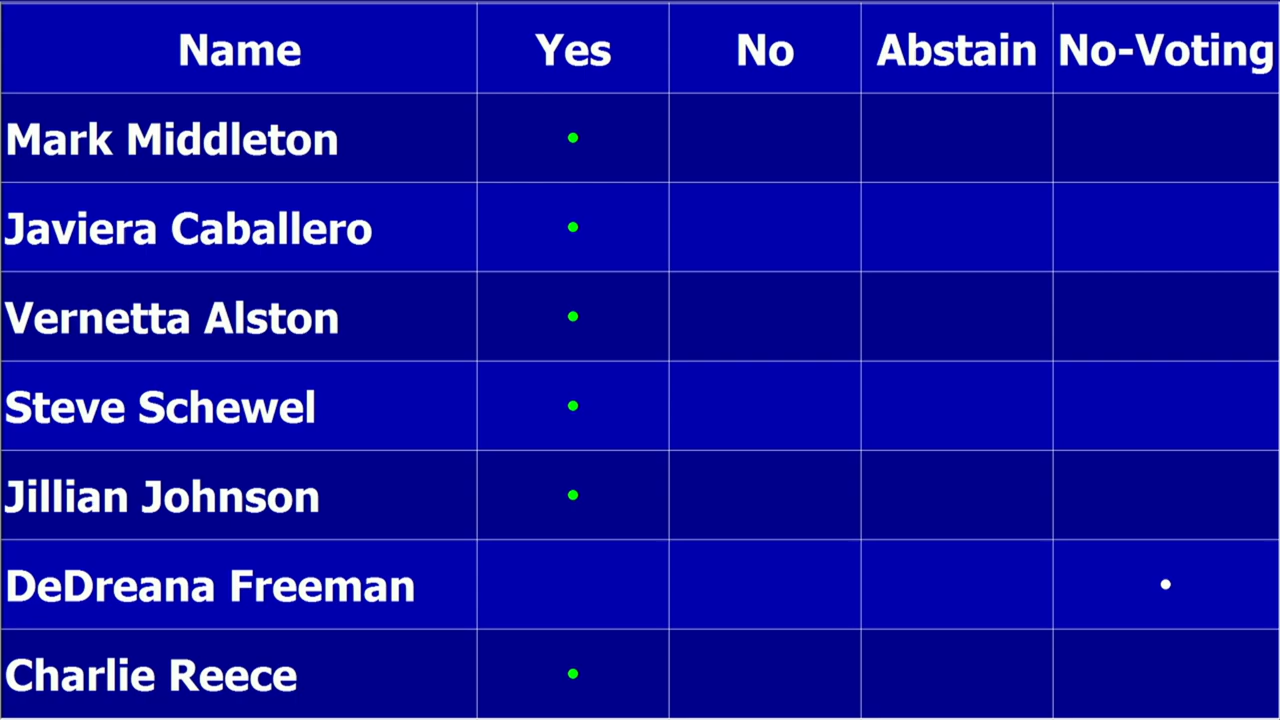 Name Yes No Abstain No-Voting
Mark Middleton
Javiera Caballero
Vernetta Alston
Steve Schewel
Jillian Johnson
DeDreana Freeman
Charlie Reece